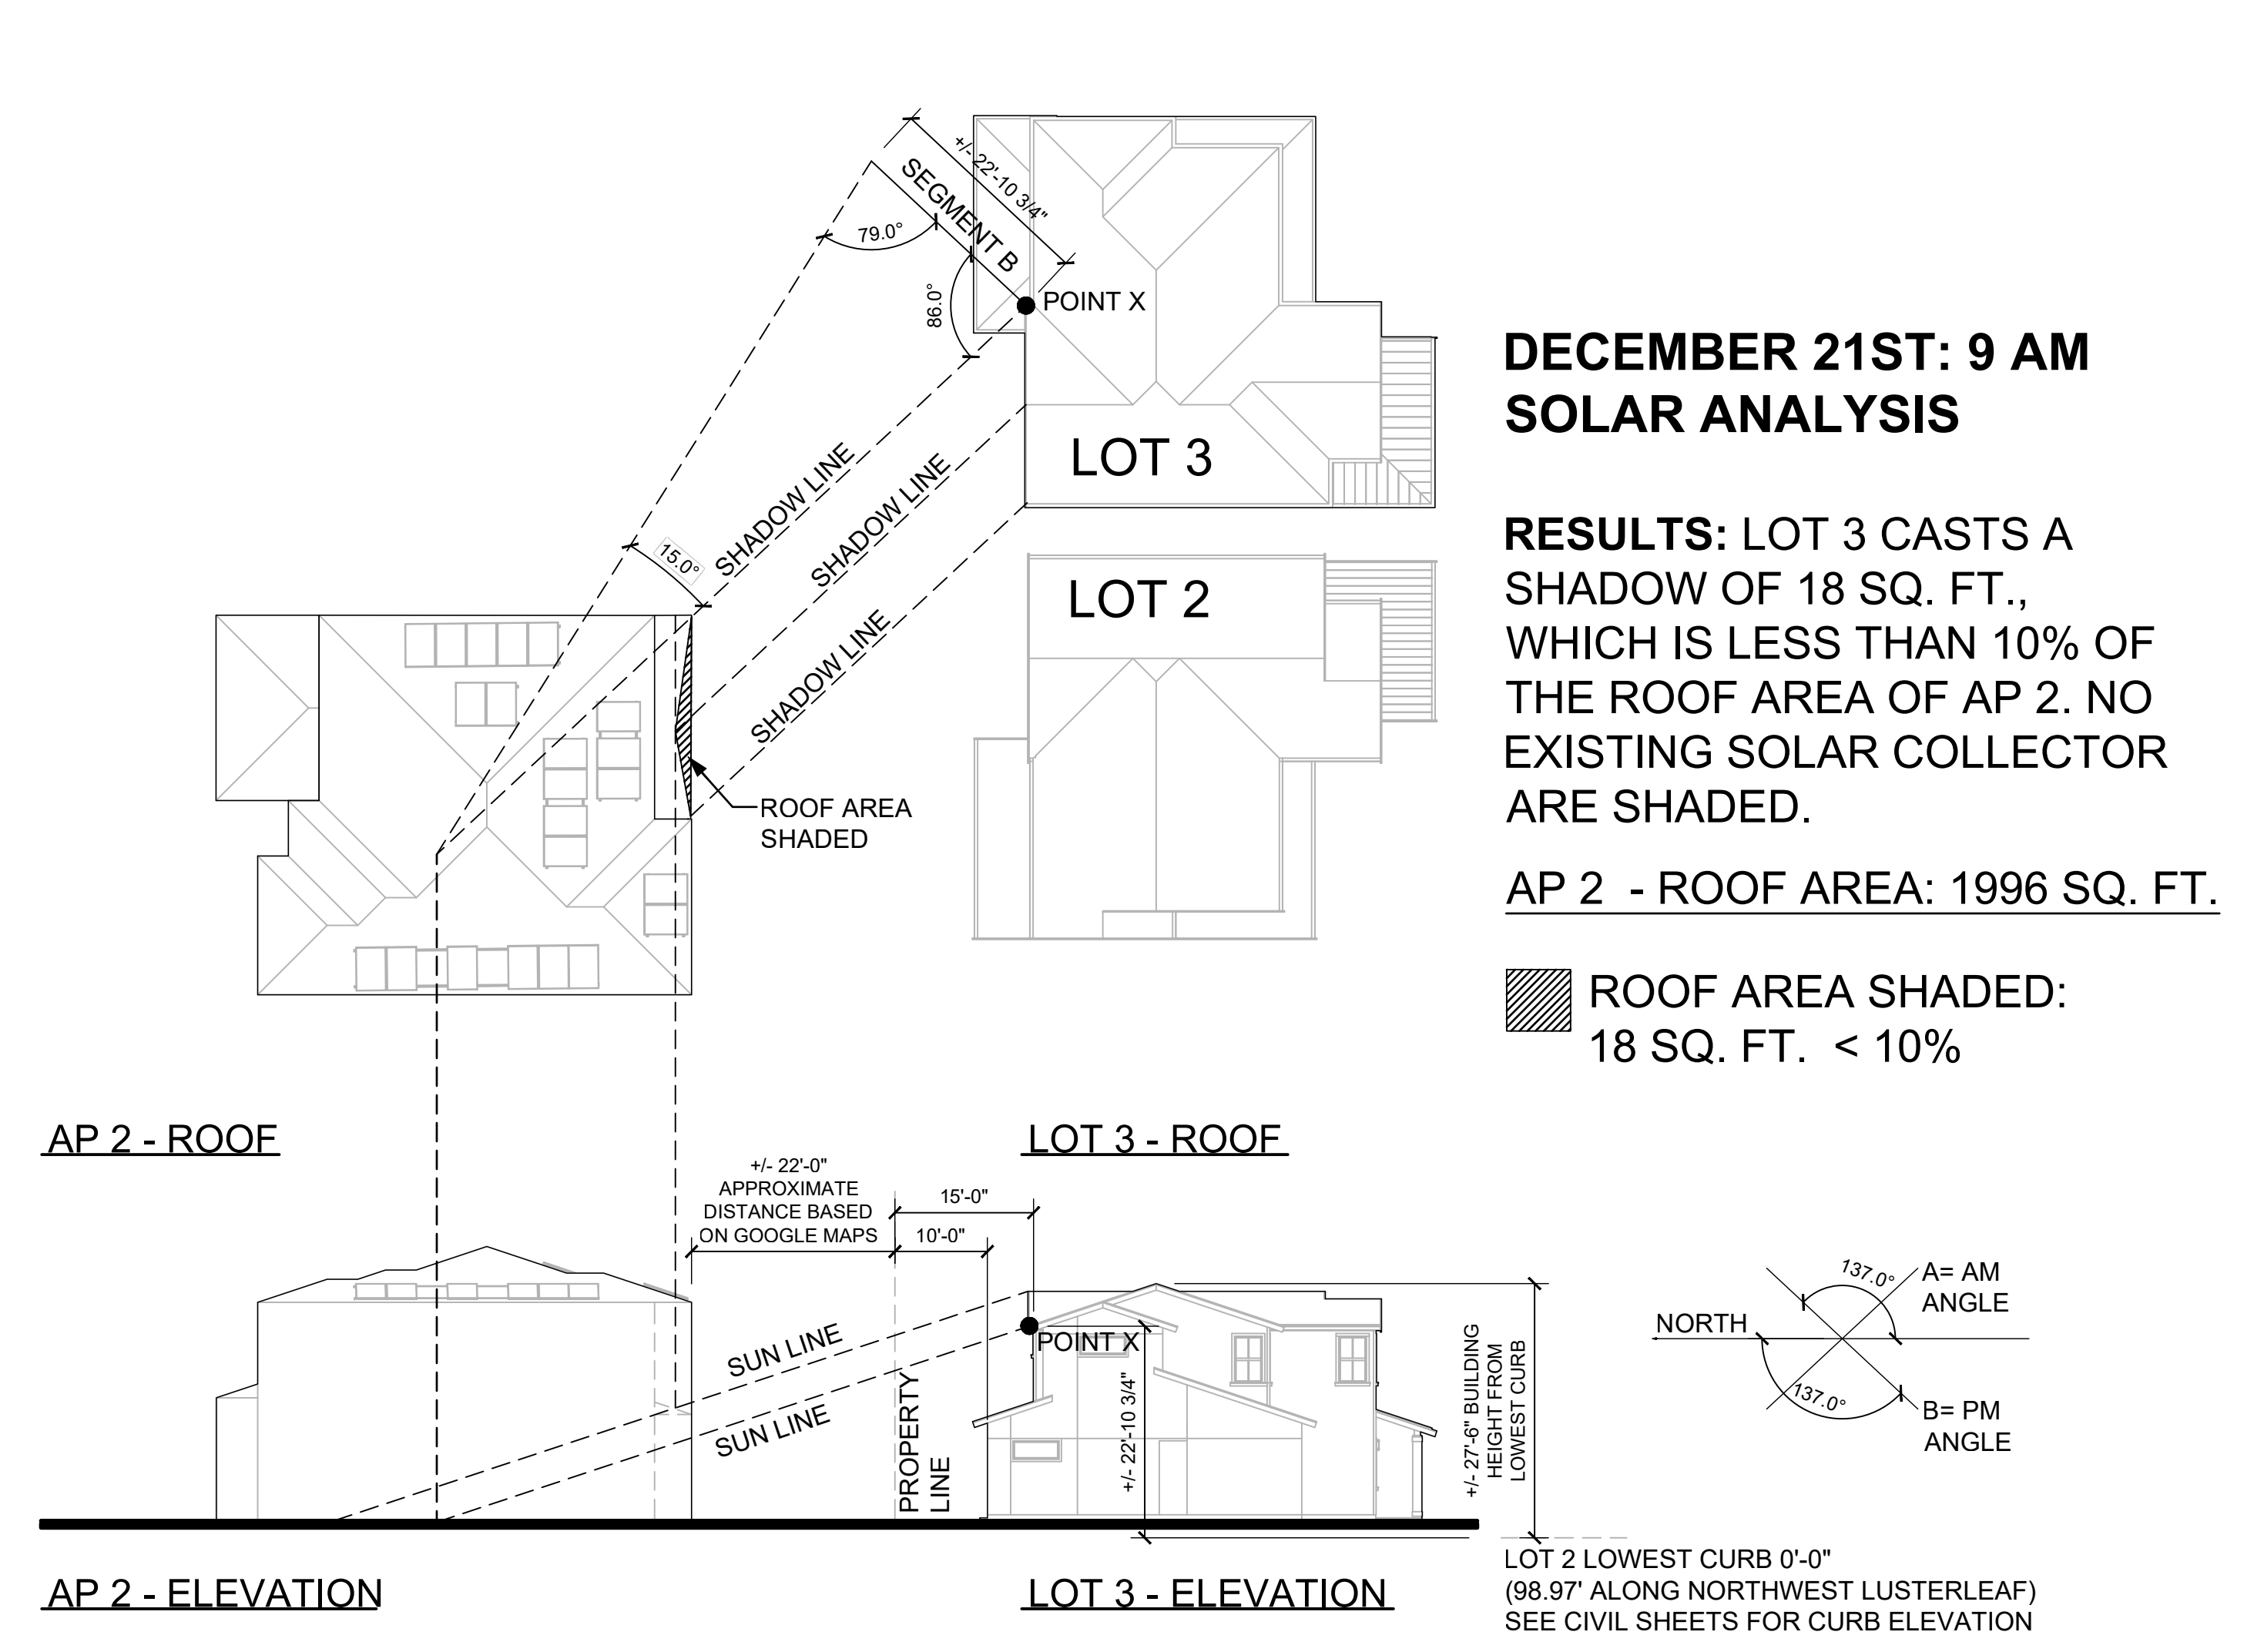 +/- 22'-10 3/4"
SEGMENT B
79.0°
86.0°
POINT X
LOT 3
SHADOW LINE
SHADOW LINE
SHADOW LINE
15.0°
LOT 2
ROOF AREA
SHADED
DECEMBER 21ST: 9 AM
SOLAR ANALYSIS
RESULTS: LOT 3 CASTS A
SHADOW OF 18 SQ. FT.,
WHICH IS LESS THAN 10% OF
THE ROOF AREA OF AP 2. NO
EXISTING SOLAR COLLECTOR
ARE SHADED.
AP 2 - ROOF AREA: 1996 SQ. FT.
ROOF AREA SHADED:
18 SQ. FT. < 10%
AP 2 - ROOF
LOT 3 - ROOF
+/- 22'-0"
APPROXIMATE
DISTANCE BASED
ON GOOGLE MAPS
15'-0"
10'-0"
SUN LINE
SUN LINE
PROPERTY
LINE
POINT X
+/- 22'-10 3/4"
+/- 27'-6" BUILDING
HEIGHT FROM
LOWEST CURB
NORTH
137.0°
137.0°
A= AM
ANGLE
B= PM
ANGLE
AP 2 - ELEVATION
LOT 3 - ELEVATION
LOT 2 LOWEST CURB 0'-0"
(98.97' ALONG NORTHWEST LUSTERLEAF)
SEE CIVIL SHEETS FOR CURB ELEVATION